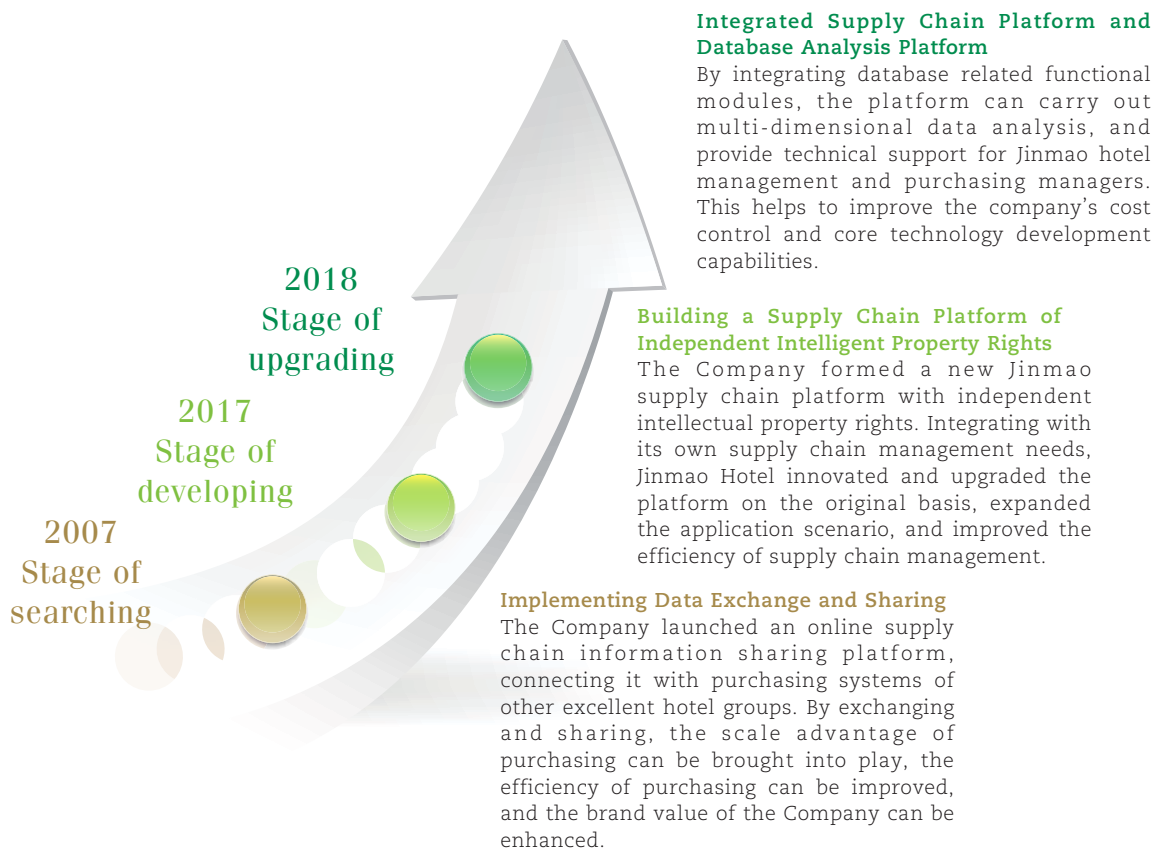 Integrated Supply Chain Platform and
Database Analysis Platform
By integrating database related functional
modules, the platform can carry out
multi-dimensional data analysis, and
provide technical support for Jinmao hotel
management and purchasing managers.
This helps to improve the company's cost
control and core technology development
capabilities.
2018
Stage of
upgrading
Building a Supply Chain Platform of
Independent Intelligent Property Rights
The Company formed a new Jinmao
supply chain platform with independent
intellectual property rights. Integrating with
its own supply chain management needs,
Jinmao Hotel innovated and upgraded the
platform on the original basis, expanded
the application scenario, and improved the
efficiency of supply chain management.
2017
Stage of
developing
2007
Stage of
searching
Implementing Data Exchange and Sharing
The Company launched an online supply
chain information sharing platform,
connecting it with purchasing systems of
other excellent hotel groups. By exchanging
and sharing, the scale advantage of
purchasing can be brought into play, the
efficiency of purchasing can be improved,
and the brand value of the Company can be
enhanced.